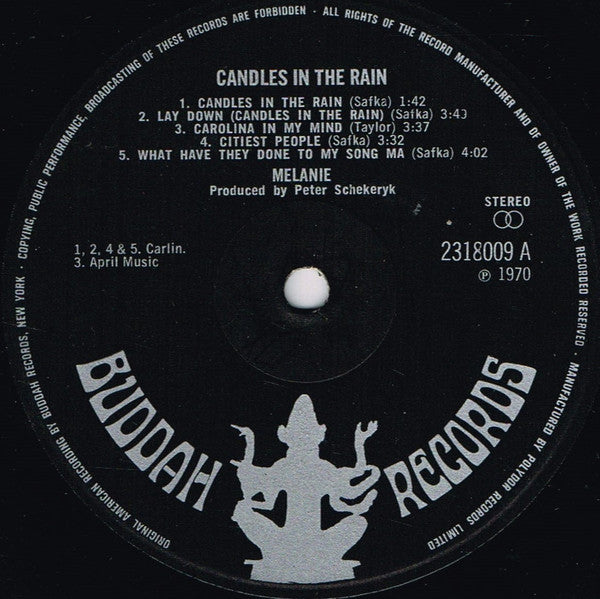 COPYING, PUBLIC PERFORMANCE, BROADCASTING OF THESE RECORDS ARE FORBIDDEN · ALL RIGHTS OF THE RECORD MANUFACTURER AND OF OWNER OF THE WORK RECORDED RESERVED ·
CANDLES IN THE RAIN
1. CANDLES IN THE RAIN (Safka) 1:42
2. LAY DOWN (CANDLES IN THE RAIN) (Safka) 3:43
3. CAROLINA IN MY MIND (Taylor) 3:37
4. CITIEST PEOPLE (Safka) 3:32
5. WHAT HAVE THEY DONE TO MY SONG MA (Safka) 4:02
MELANIE
Produced by Peter Schekeryk
STEREO
1, 2, 4 & 5. Carlin.
3. April Music
2318009 A
℗ 1970
BUDDAH RECORDS
ORIGINAL AMERICAN RECORDING BY BUDDAH RECORDS, NEW YORK ·
MANUFACTURED BY POLYDOR RECORDS LIMITED